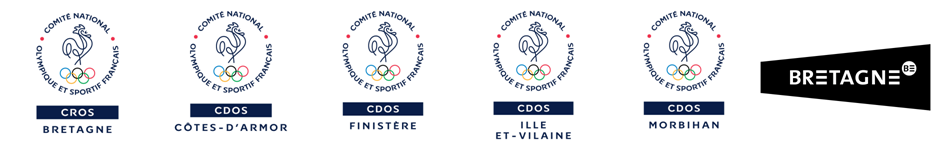 COMITÉ NATIONAL
OLYMPIQUE ET SPORTIF FRANÇAIS
CROS
BRETAGNE
COMITÉ NATIONAL
OLYMPIQUE ET SPORTIF FRANÇAIS
CDOS
CÔTES-D'ARMOR
COMITÉ NATIONAL
OLYMPIQUE ET SPORTIF FRANÇAIS
CDOS
FINISTÈRE
COMITÉ NATIONAL
OLYMPIQUE ET SPORTIF FRANÇAIS
CDOS
ILLE
ET-VILAINE
COMITÉ NATIONAL
OLYMPIQUE ET SPORTIF FRANÇAIS
CDOS
MORBIHAN
BRETAGNE BE